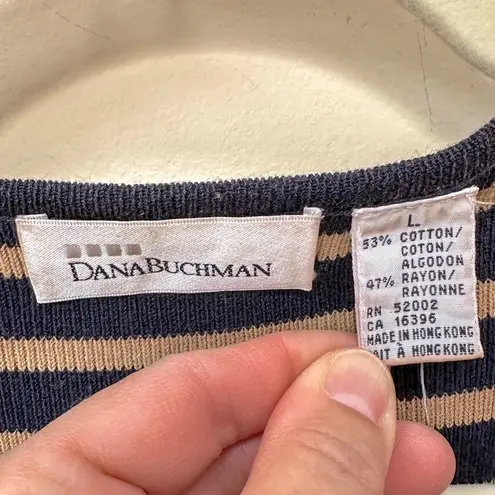 DANA BUCHMAN
L
53% COTTON/
COTON/
ALGODON
47% RAYON/
RAYONNE
RN 52002
CA 16396
MADE IN HONG KONG
FAIT À HONG KONG